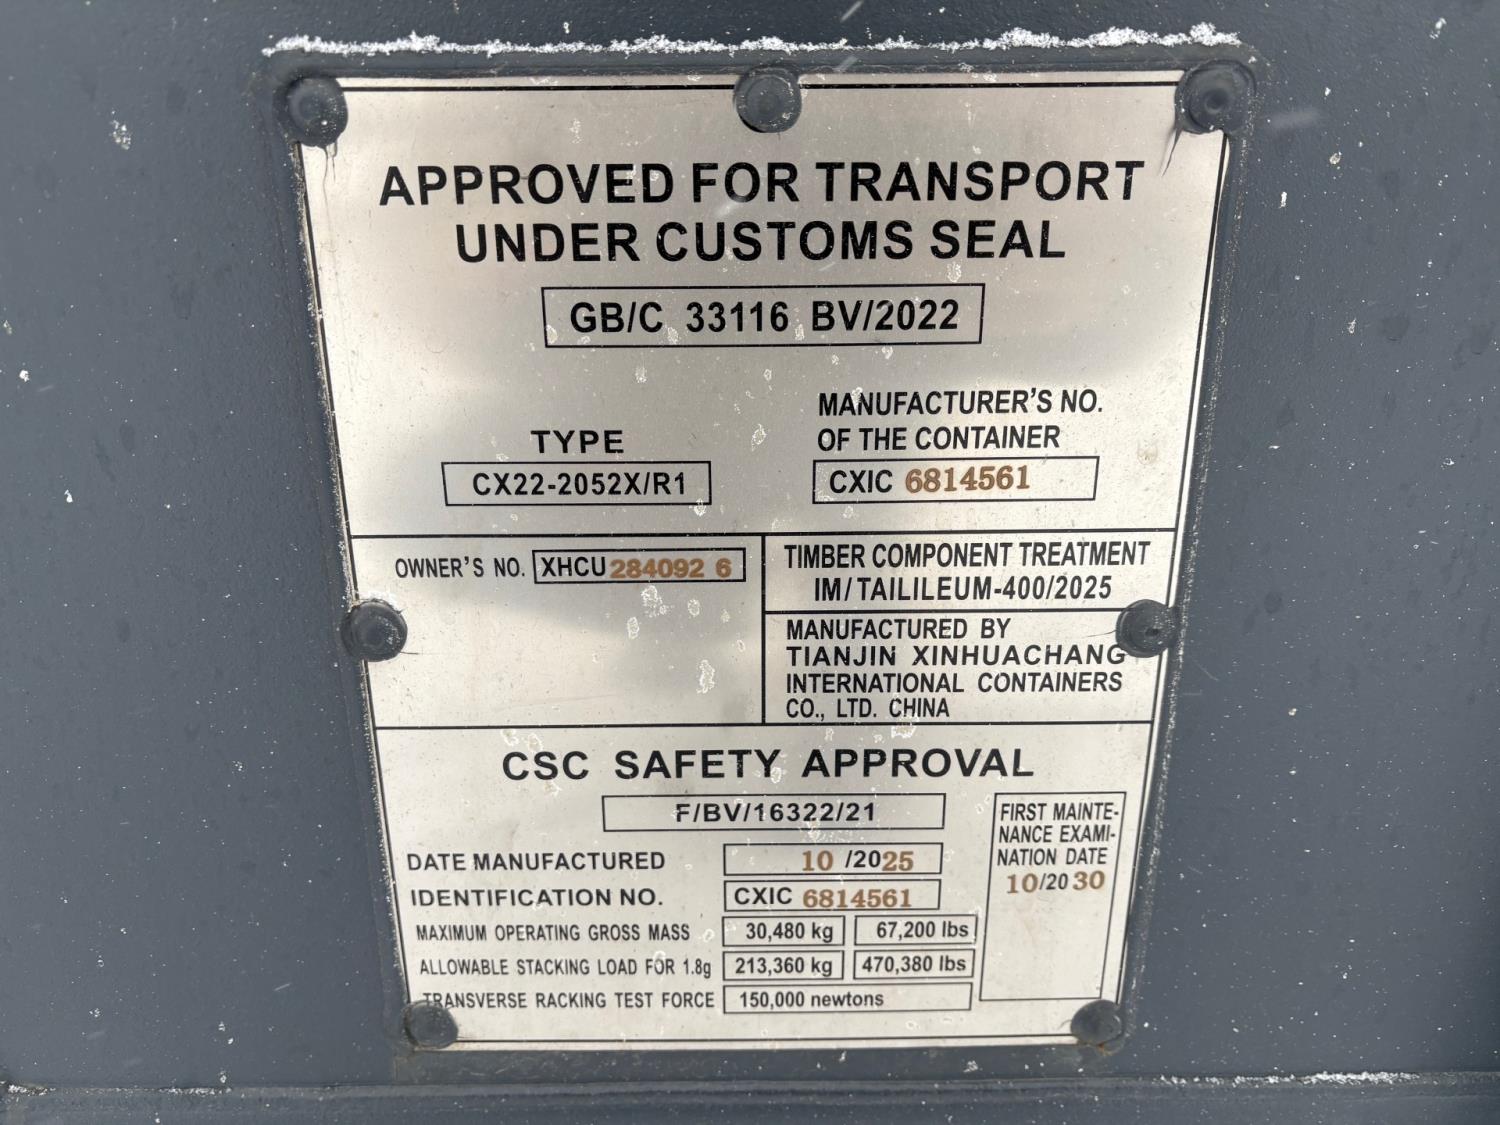 APPROVED FOR TRANSPORT
UNDER CUSTOMS SEAL
GB/C 33116 BV/2022
TYPE
CX22-2052X/R1
MANUFACTURER'S NO.
OF THE CONTAINER
CXIC 6814561
OWNER'S NO. XHCU 284092 6
TIMBER COMPONENT TREATMENT
IM/TAILILEUM-400/2025
MANUFACTURED BY
TIANJIN XINHUACHANG
INTERNATIONAL CONTAINERS
CO., LTD. CHINA
CSC SAFETY APPROVAL
F/BV/16322/21
DATE MANUFACTURED 10 /2025
IDENTIFICATION NO. CXIC 6814561
MAXIMUM OPERATING GROSS MASS 30,480 kg 67,200 lbs
ALLOWABLE STACKING LOAD FOR 1.8g 213,360 kg 470,380 lbs
TRANSVERSE RACKING TEST FORCE 150,000 newtons
FIRST MAINTE-
NANCE EXAMI-
NATION DATE
10/20 30